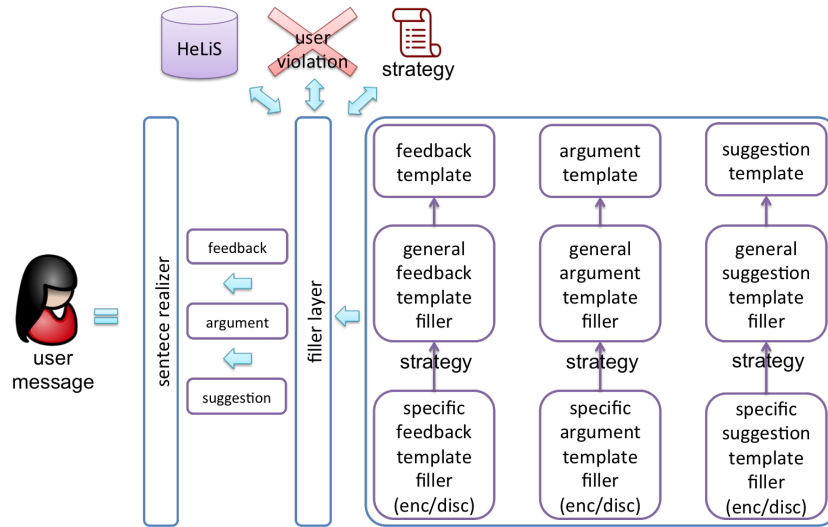 HeLiS
user
violation
strategy
user
message
sentece realizer
feedback
argument
suggestion
filler layer
feedback
template
argument
template
suggestion
template
general
feedback
template
filler
general
argument
template
filler
general
suggestion
template
filler
strategy
strategy
strategy
specific
feedback
template
filler
(enc/disc)
specific
argument
template
filler
(enc/disc)
specific
suggestion
template
filler
(enc/disc)